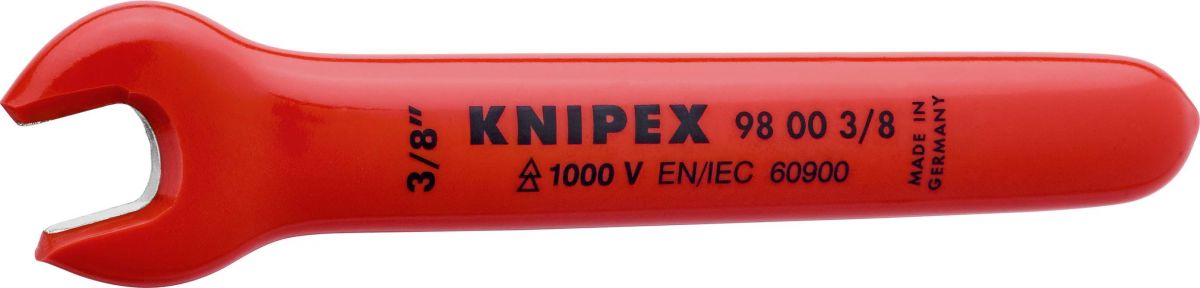 3/8"
KNIPEX 98 00 3/8
1000 V EN/IEC 60900
MADE IN
GERMANY